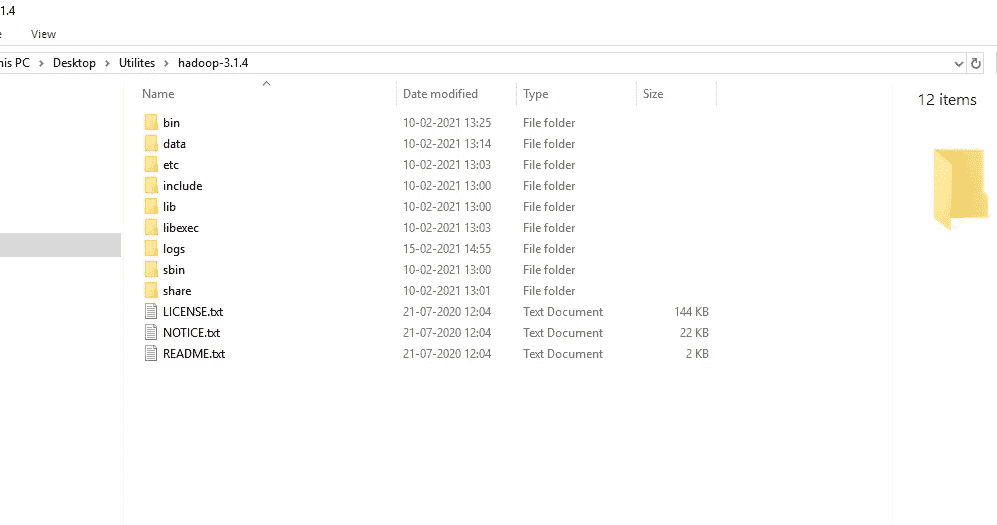 1.4
e View
his PC > Desktop > Utilites > hadoop-3.1.4
Name Date modified Type Size
12 items
bin 10-02-2021 13:25 File folder
data 10-02-2021 13:14 File folder
etc 10-02-2021 13:03 File folder
include 10-02-2021 13:00 File folder
lib 10-02-2021 13:00 File folder
libexec 10-02-2021 13:03 File folder
logs 15-02-2021 14:55 File folder
sbin 10-02-2021 13:00 File folder
share 10-02-2021 13:01 File folder
LICENSE.txt 21-07-2020 12:04 Text Document 144 KB
NOTICE.txt 21-07-2020 12:04 Text Document 22 KB
README.txt 21-07-2020 12:04 Text Document 2 KB